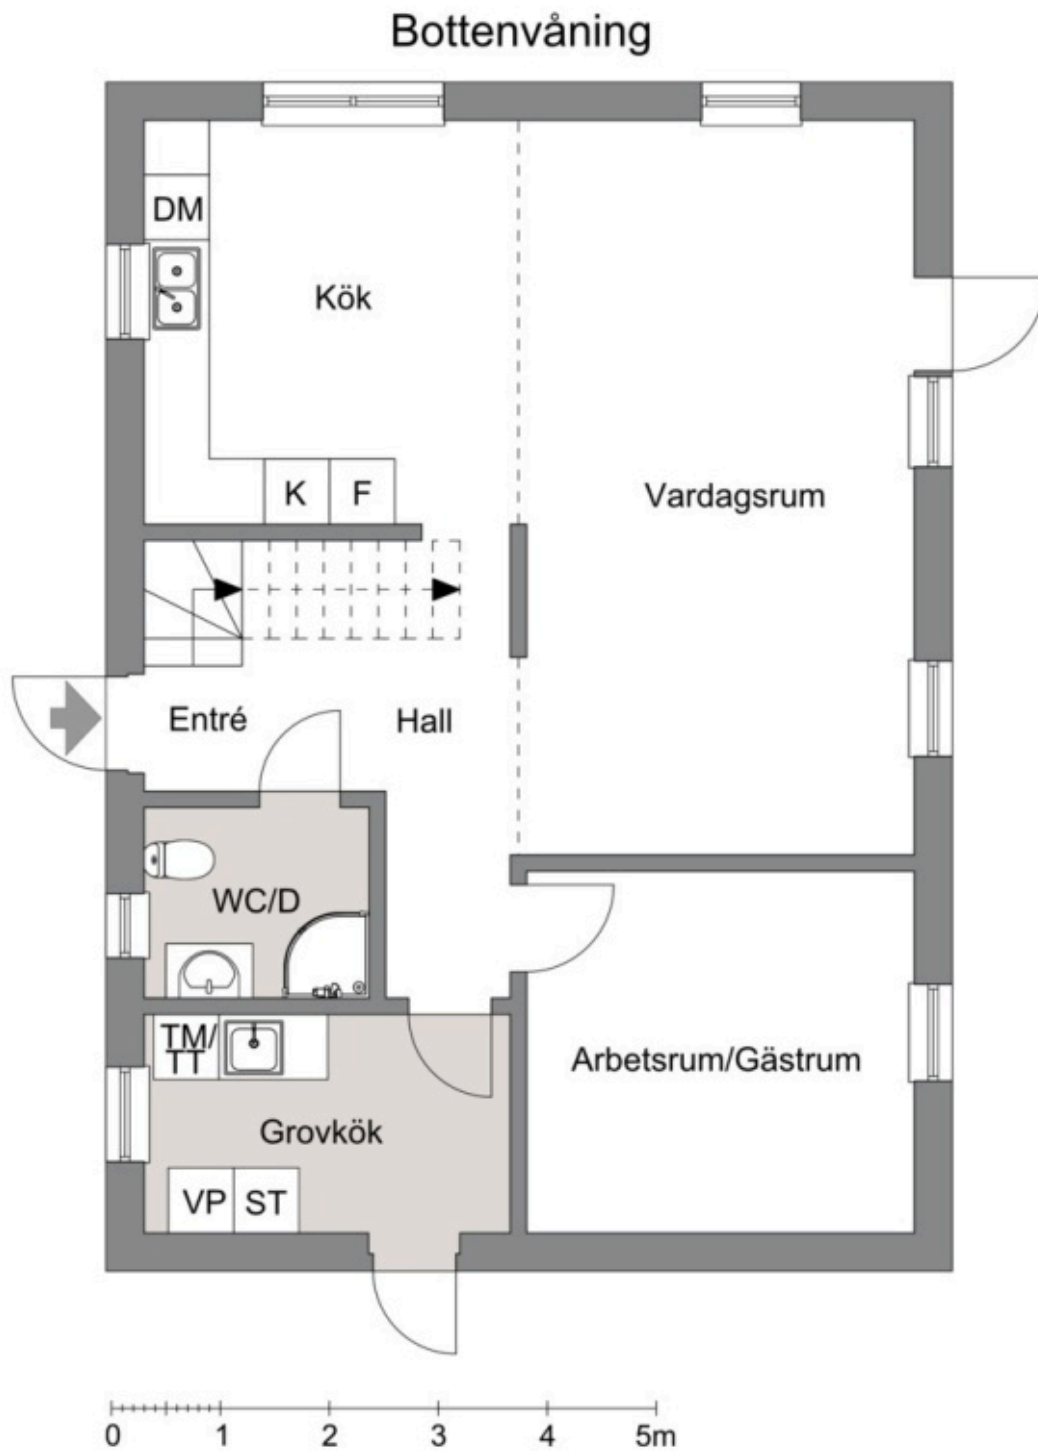 Bottenvåning
DM
Kök
K
F
Vardagsrum
Entré
Hall
WC/D
TM/
TT
Arbetsrum/Gästrum
Grovkök
VP
ST
0 1 2 3 4 5m